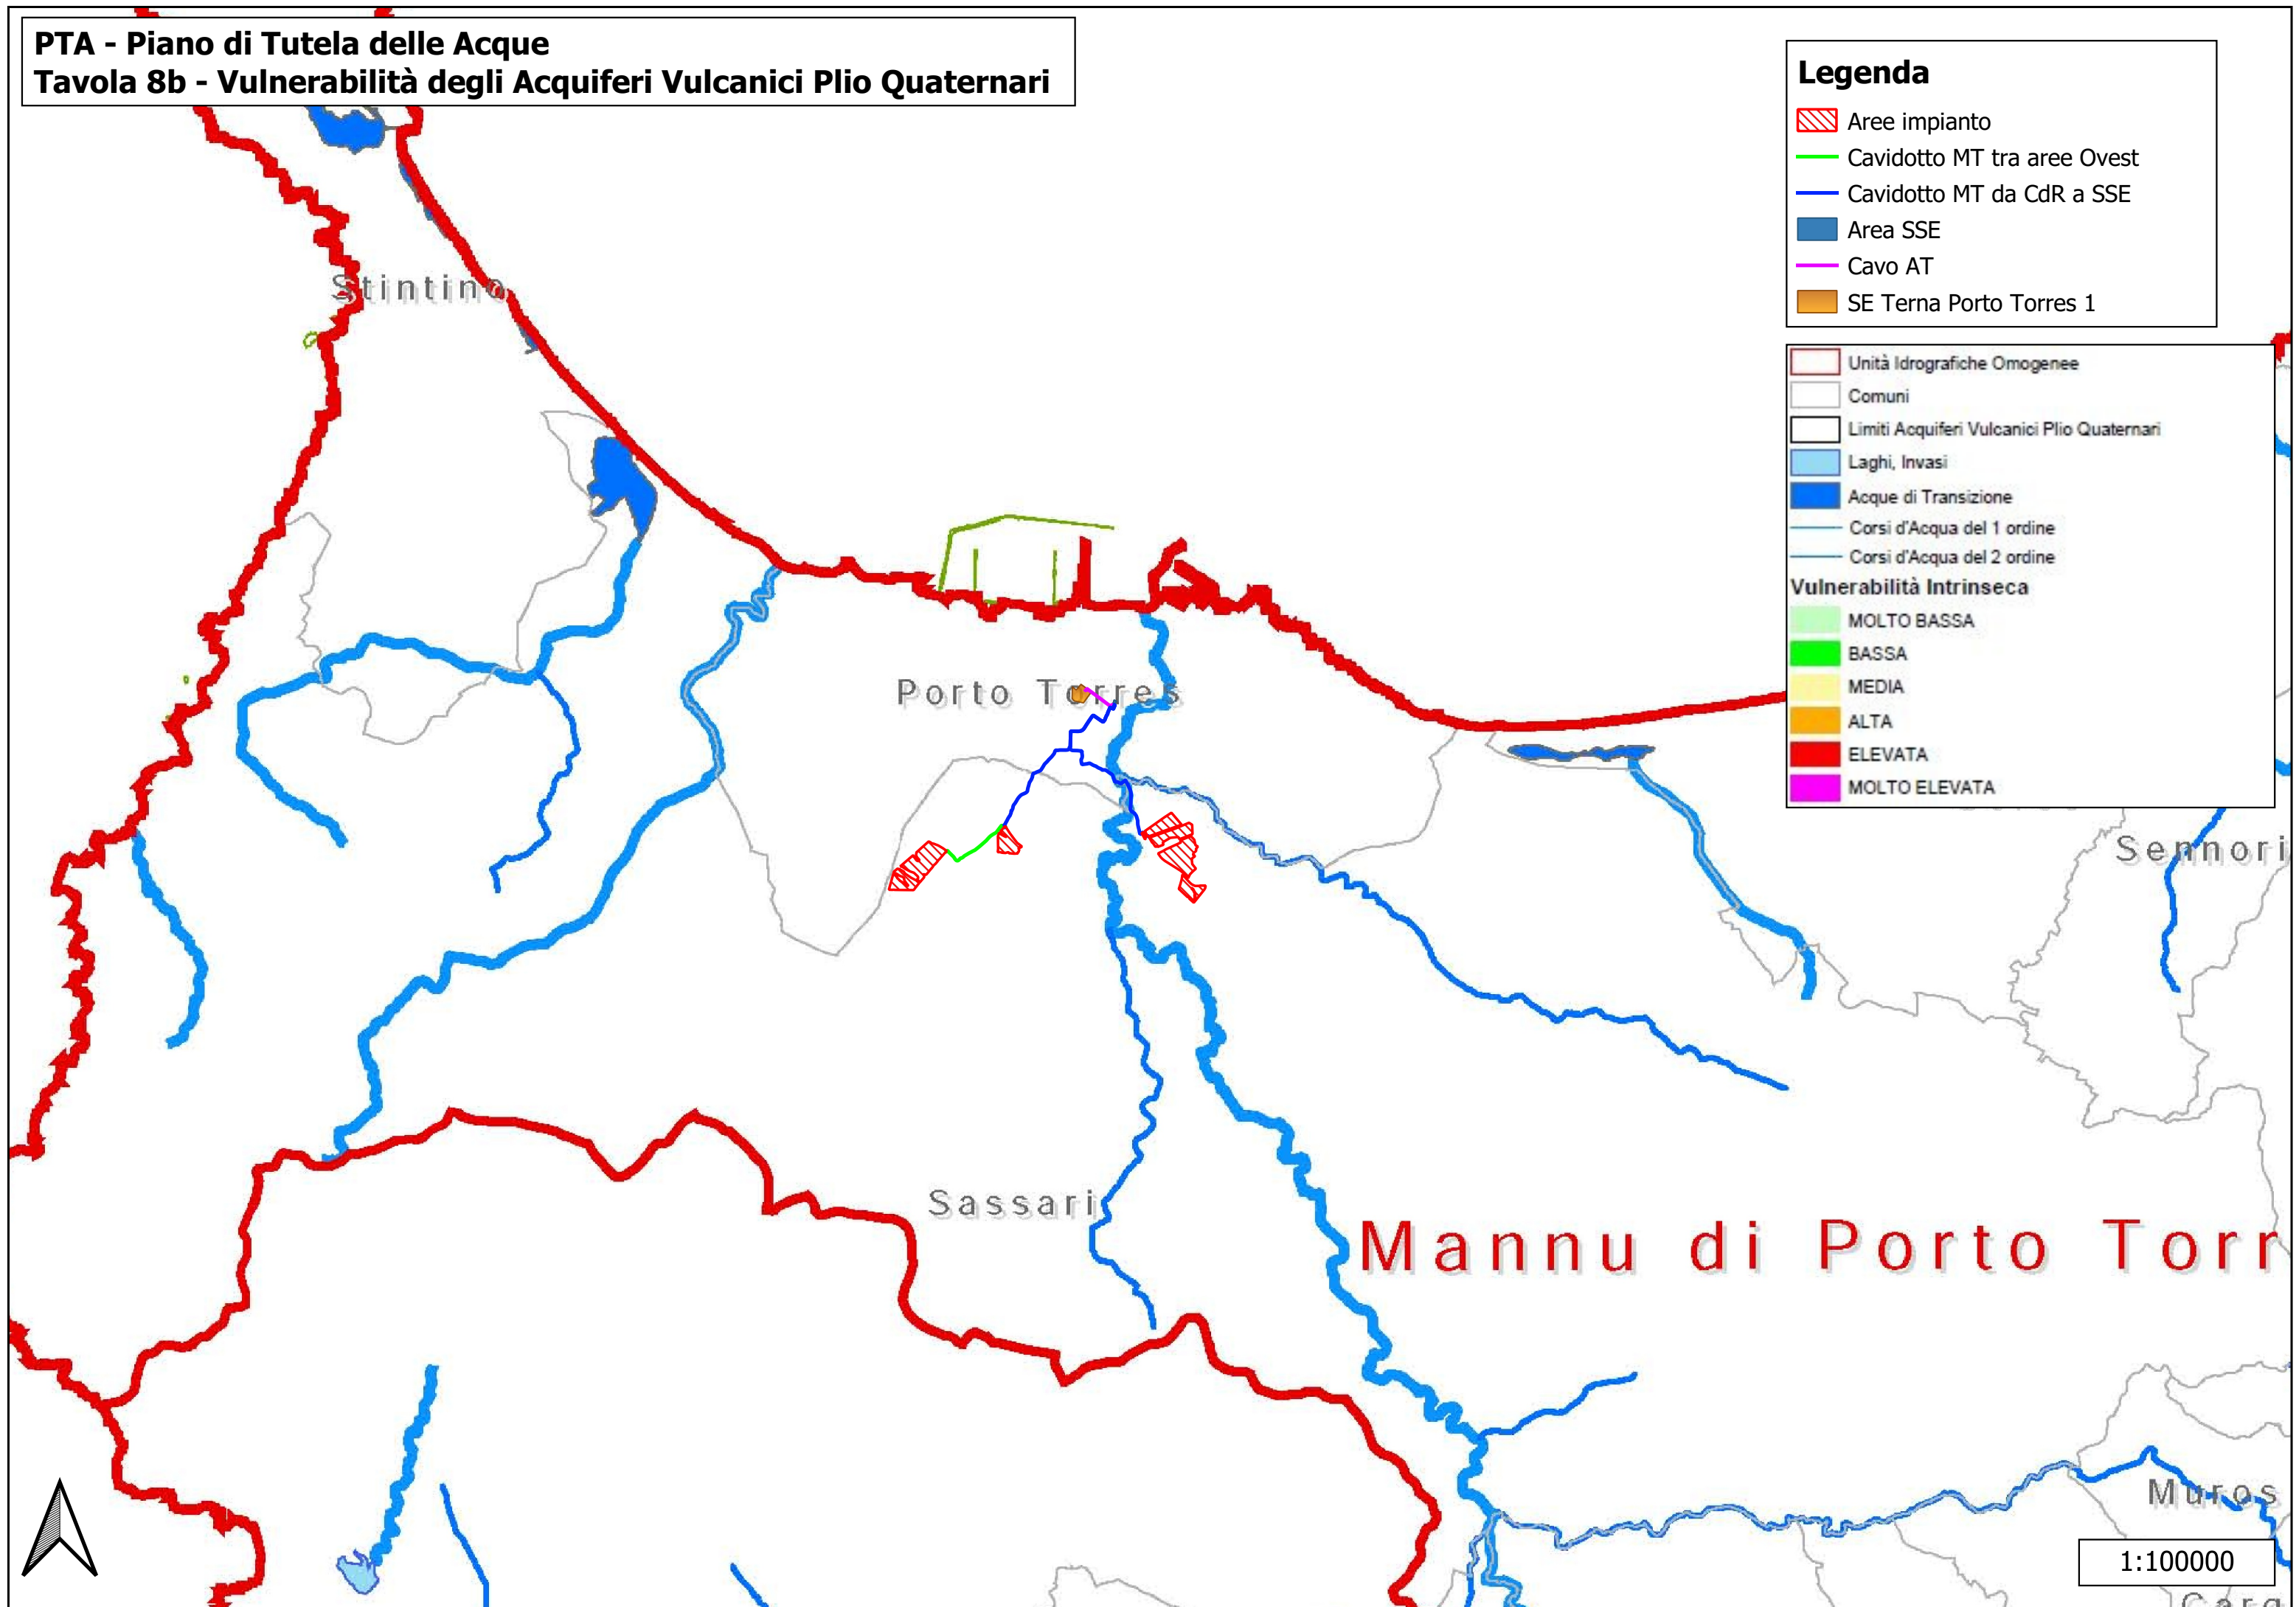 PTA - Piano di Tutela delle Acque
Tavola 8b - Vulnerabilità degli Acquiferi Vulcanici Plio Quaternari
Legenda
Aree impianto
Cavidotto MT tra aree Ovest
Cavidotto MT da CdR a SSE
Area SSE
Cavo AT
SE Terna Porto Torres 1
Unità Idrografiche Omogenee
Comuni
Limiti Acquiferi Vulcanici Plio Quaternari
Laghi, Invasi
Acque di Transizione
Corsi d'Acqua del 1 ordine
Corsi d'Acqua del 2 ordine
Vulnerabilità Intrinseca
MOLTO BASSA
BASSA
MEDIA
ALTA
ELEVATA
MOLTO ELEVATA
Stintino
Porto Torres
Sennori
Sassari
Mannu di Porto Torr
Muros
1:100000